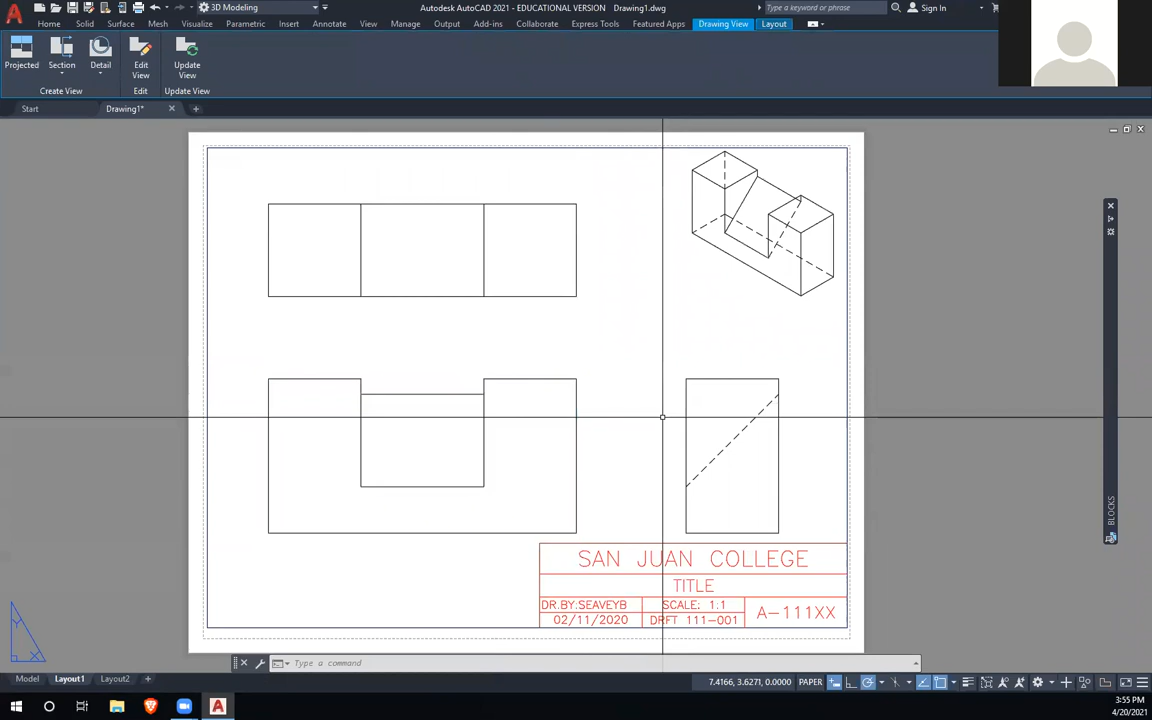 3D Modeling
Autodesk AutoCAD 2021 - EDUCATIONAL VERSION Drawing1.dwg
Type a keyword or phrase
Sign In
Home Solid Surface Mesh Visualize Parametric Insert Annotate View Manage Output Add-ins Collaborate Express Tools Featured Apps Drawing View Layout
Projected Section Detail Edit View Update View
Create View Edit Update View
Start Drawing1*
BLOCKS
SAN JUAN COLLEGE
TITLE
DR.BY:SEAVEYB SCALE: 1:1 A-111XX
02/11/2020 DRFT 111-001
Y
X
Type a command
Model Layout1 Layout2
7.4166, 3.6271, 0.0000 PAPER
3:55 PM
4/20/2021